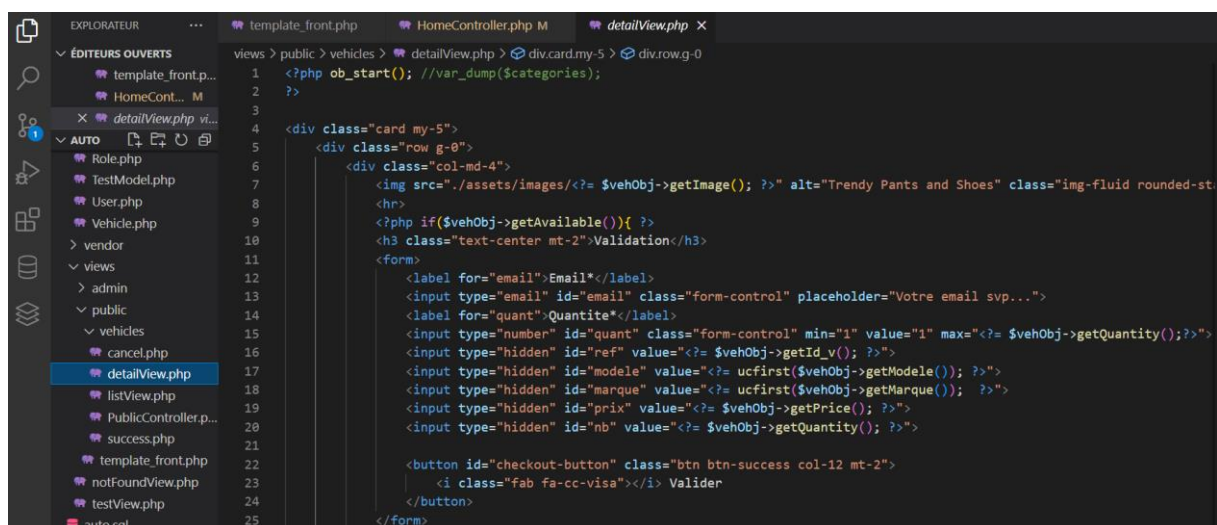 EXPLORATEUR ...
ÉDITEURS OUVERTS
template_front.p...
HomeCont... M
detailView.php vi...
1
AUTO
Role.php
TestModel.php
User.php
Vehicle.php
vendor
views
admin
public
vehicles
cancel.php
detailView.php
listView.php
PublicController.p...
success.php
template_front.php
notFoundView.php
testView.php
auto.sql
template_front.php HomeController.php M detailView.php
views > public > vehicles > detailView.php > div.card.my-5 > div.row.g-0
1 <?php ob_start(); //var_dump($categories);
2 ?>
3
4 <div class="card my-5">
5 <div class="row g-0">
6 <div class="col-md-4">
7 <img src="./assets/images/<?= $vehObj->getImage(); ?>" alt="Trendy Pants and Shoes" class="img-fluid rounded-st
8 <hr>
9 <?php if($vehObj->getAvailable()){ ?>
10 <h3 class="text-center mt-2">Validation</h3>
11 <form>
12 <label for="email">Email*</label>
13 <input type="email" id="email" class="form-control" placeholder="Votre email svp...">
14 <label for="quant">Quantite*</label>
15 <input type="number" id="quant" class="form-control" min="1" value="1" max="<?= $vehObj->getQuantity();?>">
16 <input type="hidden" id="ref" value="<?= $vehObj->getId_v(); ?>">
17 <input type="hidden" id="modele" value="<?= ucfirst($vehObj->getModele()); ?>">
18 <input type="hidden" id="marque" value="<?= ucfirst($vehObj->getMarque()); ?>">
19 <input type="hidden" id="prix" value="<?= $vehObj->getPrice(); ?>">
20 <input type="hidden" id="nb" value="<?= $vehObj->getQuantity(); ?>">
21
22 <button id="checkout-button" class="btn btn-success col-12 mt-2">
23 <i class="fab fa-cc-visa"></i> Valider
24 </button>
25 </form>